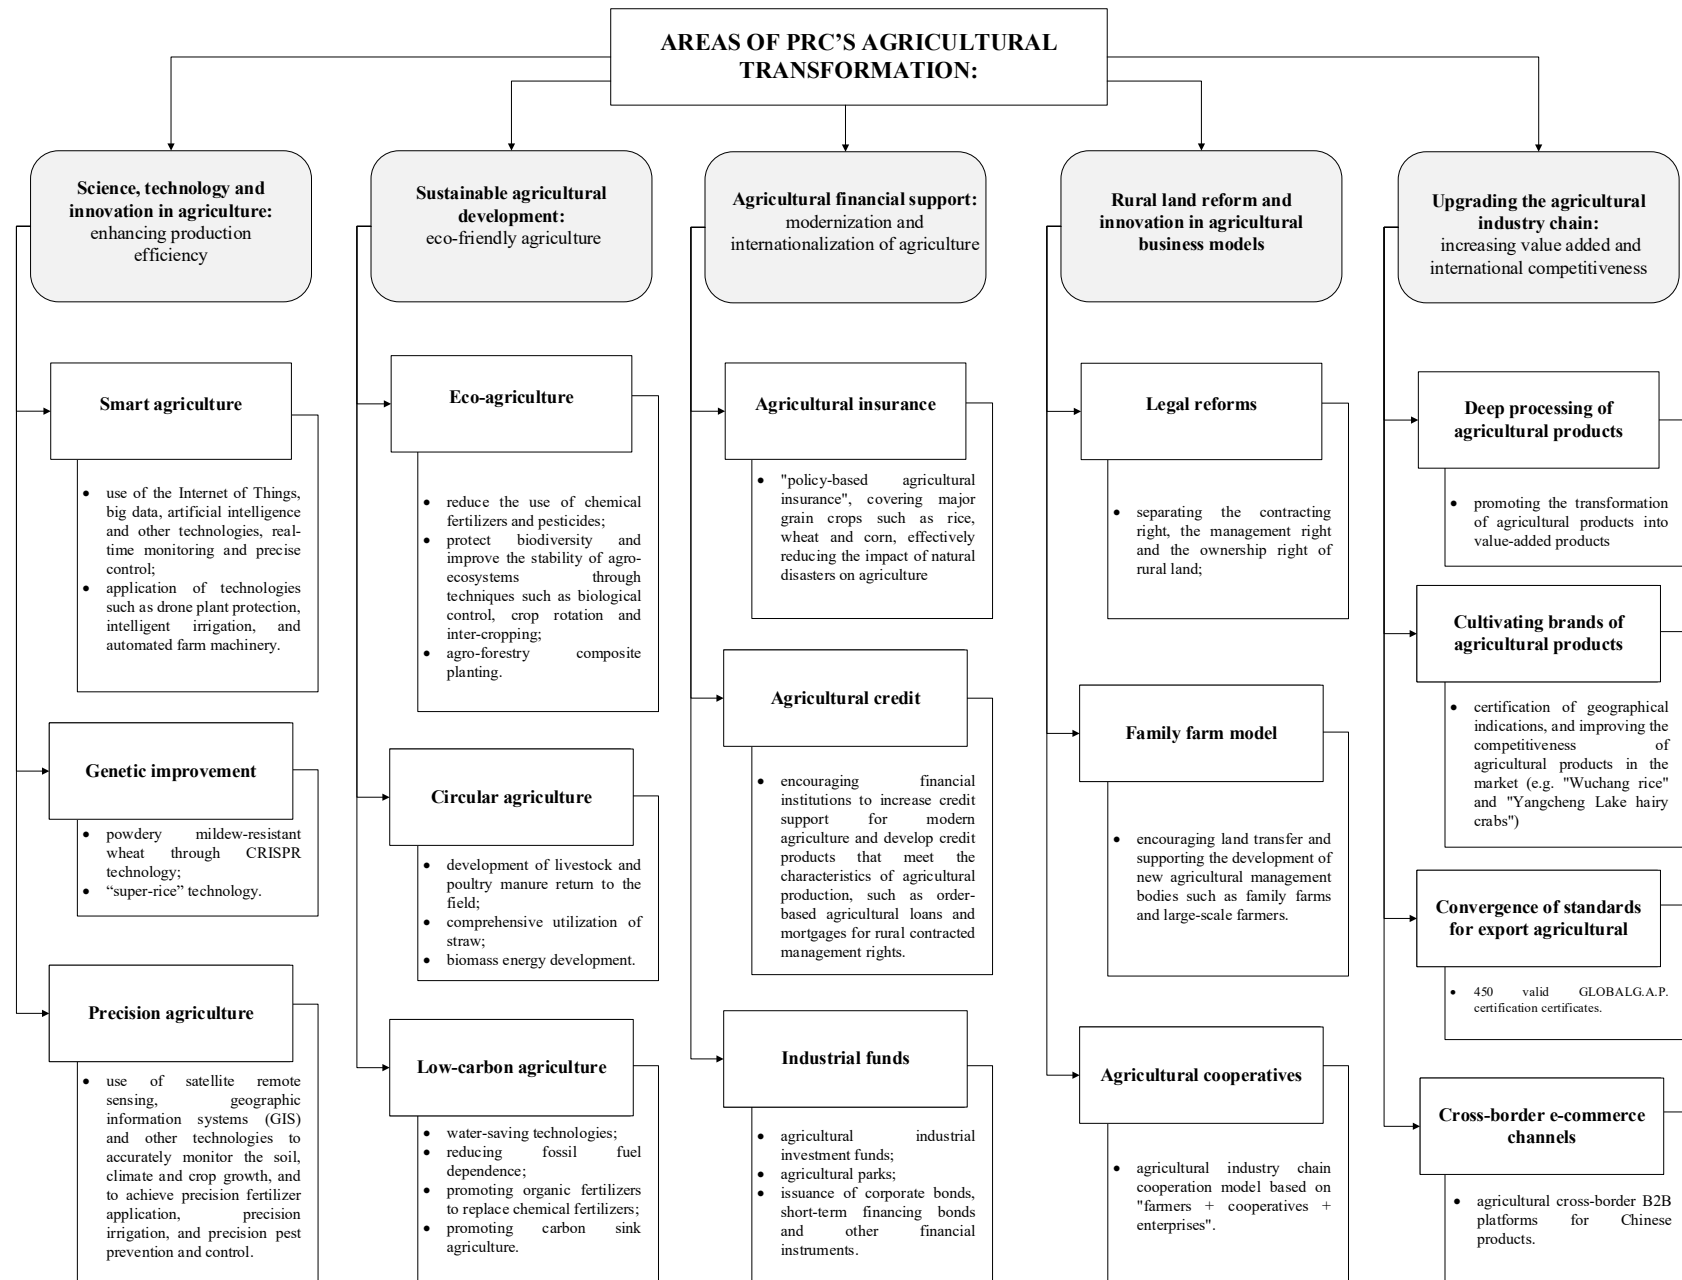 AREAS OF PRC'S AGRICULTURAL
TRANSFORMATION:
Science, technology and
innovation in agriculture:
enhancing production
efficiency
Smart agriculture
• use of the Internet of Things,
big data, artificial intelligence
and other technologies, real-
time monitoring and precise
control;
• application of technologies
such as drone plant protection,
intelligent irrigation, and
automated farm machinery.
Genetic improvement
• powdery mildew-resistant
wheat through CRISPR
technology;
• “super-rice” technology.
Precision agriculture
• use of satellite remote
sensing, geographic
information systems (GIS)
and other technologies to
accurately monitor the soil,
climate and crop growth, and
to achieve precision fertilizer
application, precision
irrigation, and precision pest
prevention and control.
Sustainable agricultural
development:
eco-friendly agriculture
Eco-agriculture
• reduce the use of chemical
fertilizers and pesticides;
• protect biodiversity and
improve the stability of agro-
ecosystems through
techniques such as biological
control, crop rotation and
inter-cropping;
• agro-forestry composite
planting.
Circular agriculture
• development of livestock and
poultry manure return to the
field;
• comprehensive utilization of
straw;
• biomass energy development.
Low-carbon agriculture
• water-saving technologies;
• reducing fossil fuel
dependence;
• promoting organic fertilizers
to replace chemical fertilizers;
• promoting carbon sink
agriculture.
Agricultural financial support:
modernization and
internationalization of agriculture
Agricultural insurance
• "policy-based agricultural
insurance", covering major
grain crops such as rice,
wheat and corn, effectively
reducing the impact of natural
disasters on agriculture
Agricultural credit
• encouraging financial
institutions to increase credit
support for modern
agriculture and develop credit
products that meet the
characteristics of agricultural
production, such as order-
based agricultural loans and
mortgages for rural contracted
management rights.
Industrial funds
• agricultural industrial
investment funds;
• agricultural parks;
• issuance of corporate bonds,
short-term financing bonds
and other financial
instruments.
Rural land reform and
innovation in agricultural
business models
Legal reforms
• separating the contracting
right, the management right
and the ownership right of
rural land;
Family farm model
• encouraging land transfer and
supporting the development of
new agricultural management
bodies such as family farms
and large-scale farmers.
Agricultural cooperatives
• agricultural industry chain
cooperation model based on
"farmers + cooperatives +
enterprises".
Upgrading the agricultural
industry chain:
increasing value added and
international competitiveness
Deep processing of
agricultural products
• promoting the transformation
of agricultural products into
value-added products
Cultivating brands of
agricultural products
• certification of geographical
indications, and improving the
competitiveness of
agricultural products in the
market (e.g. "Wuchang rice"
and "Yangcheng Lake hairy
crabs")
Convergence of standards
for export agricultural
• 450 valid GLOBALG.A.P.
certification certificates.
Cross-border e-commerce
channels
• agricultural cross-border B2B
platforms for Chinese
products.